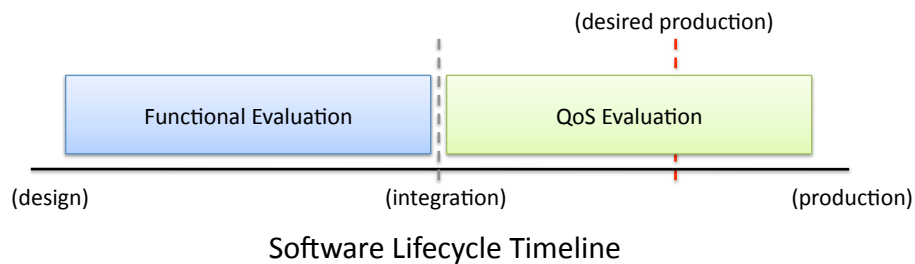 (desired production)
Functional Evaluation
QoS Evaluation
(design)
(integration)
(production)
Software Lifecycle Timeline